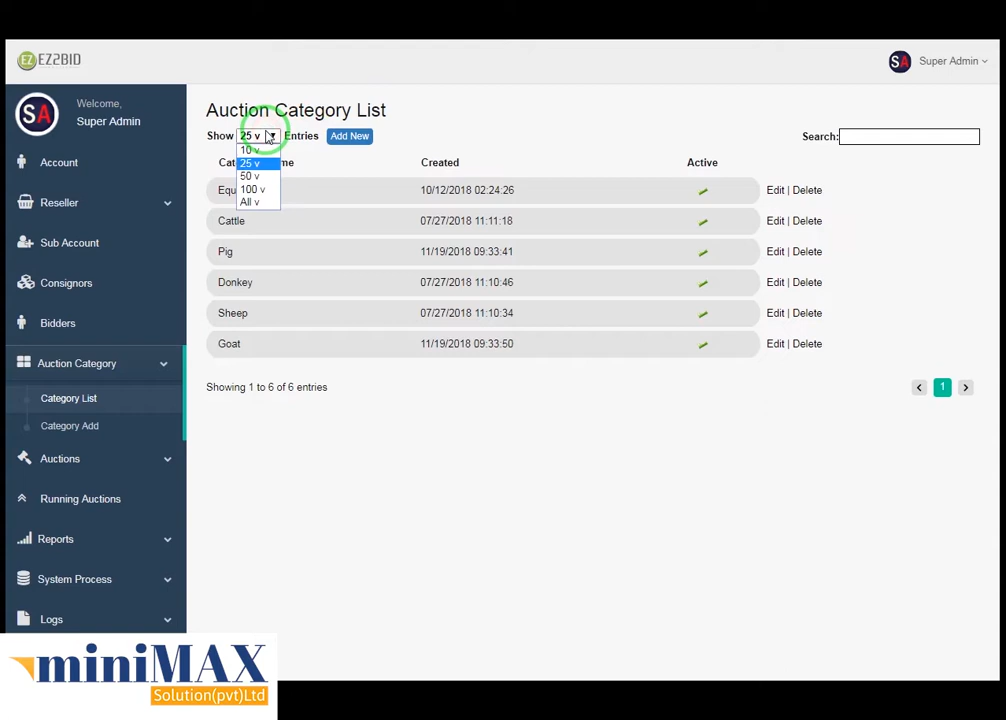 EZ EZ2BID
SA Super Admin
SA
Welcome,
Super Admin
Account
Reseller
Sub Account
Consignors
Bidders
Auction Category
Category List
Category Add
Auctions
Running Auctions
Reports
System Process
Logs
Auction Category List
Show 25 v Entries Add New Search:
10 v
25 v
50 v
100 v
All v
Created Active
10/12/2018 02:24:26 Edit | Delete
Cattle 07/27/2018 11:11:18 Edit | Delete
Pig 11/19/2018 09:33:41 Edit | Delete
Donkey 07/27/2018 11:10:46 Edit | Delete
Sheep 07/27/2018 11:10:34 Edit | Delete
Goat 11/19/2018 09:33:50 Edit | Delete
Showing 1 to 6 of 6 entries 1
miniMAX
Solution(pvt)Ltd